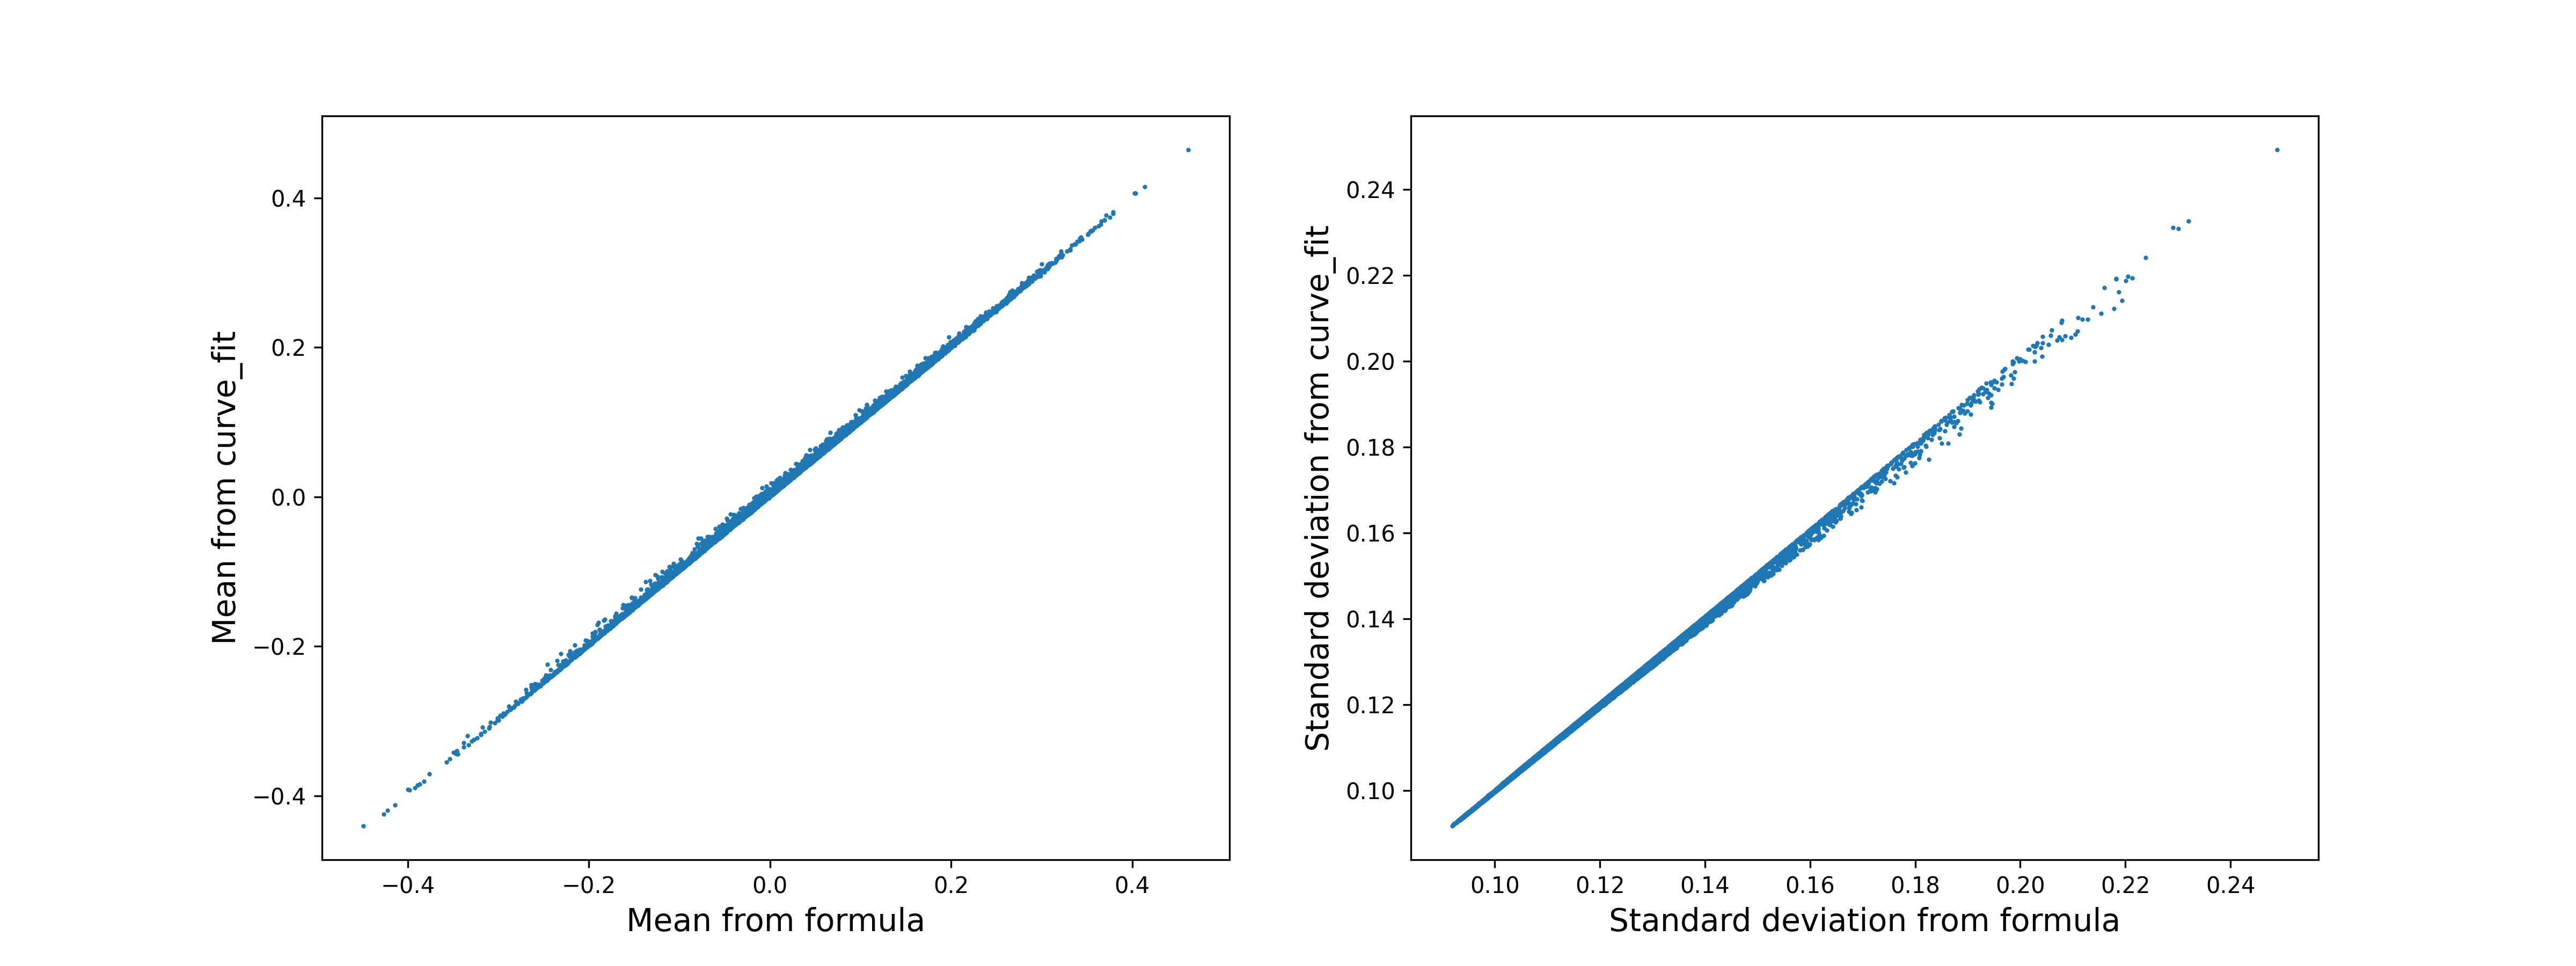 Mean from curve_fit
0.4
0.2
0.0
−0.2
−0.4
−0.4 −0.2 0.0 0.2 0.4
Mean from formula
Standard deviation from curve_fit
0.24
0.22
0.20
0.18
0.16
0.14
0.12
0.10
0.10 0.12 0.14 0.16 0.18 0.20 0.22 0.24
Standard deviation from formula